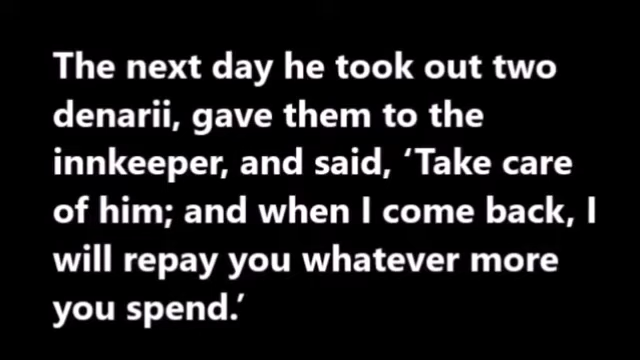 The next day he took out two
denarii, gave them to the
innkeeper, and said, ‘Take care
of him; and when I come back, I
will repay you whatever more
you spend.’